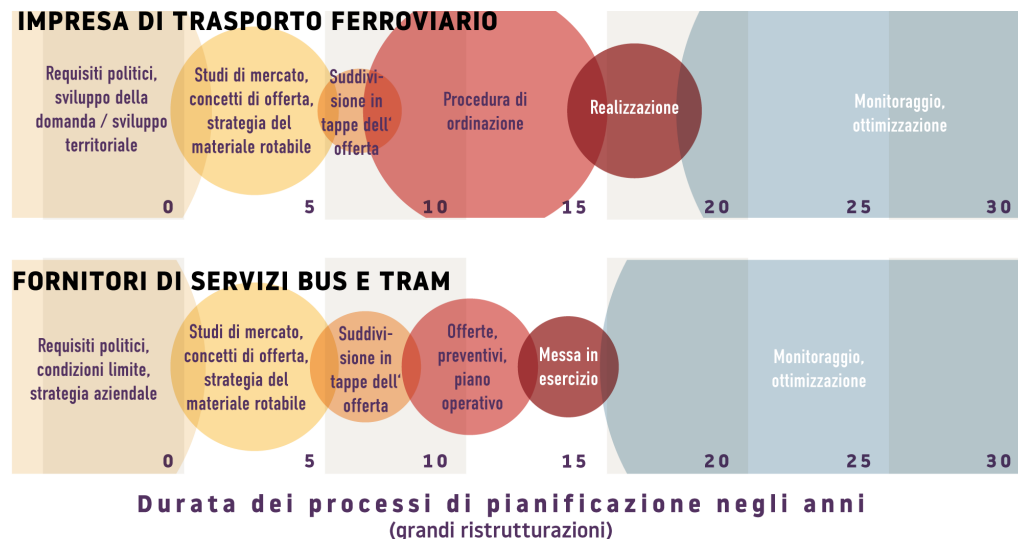 IMPRESA DI TRASPORTO FERROVIARIO
Requisiti politici,
sviluppo della
domanda / sviluppo
territoriale
Studi di mercato,
concetti di offerta,
strategia del
materiale rotabile
Suddivi-
sione in
tappe dell'
offerta
Procedura di
ordinazione
Realizzazione
Monitoraggio,
ottimizzazione
0 5 10 15 20 25 30
FORNITORI DI SERVIZI BUS E TRAM
Requisiti politici,
condizioni limite,
strategia aziendale
Studi di mercato,
concetti di offerta,
strategia del
materiale rotabile
Suddivi-
sione in
tappe dell'
offerta
Offerte,
preventivi,
piano
operativo
Messa in
esercizio
Monitoraggio,
ottimizzazione
0 5 10 15 20 25 30
Durata dei processi di pianificazione negli anni
(grandi ristrutturazioni)